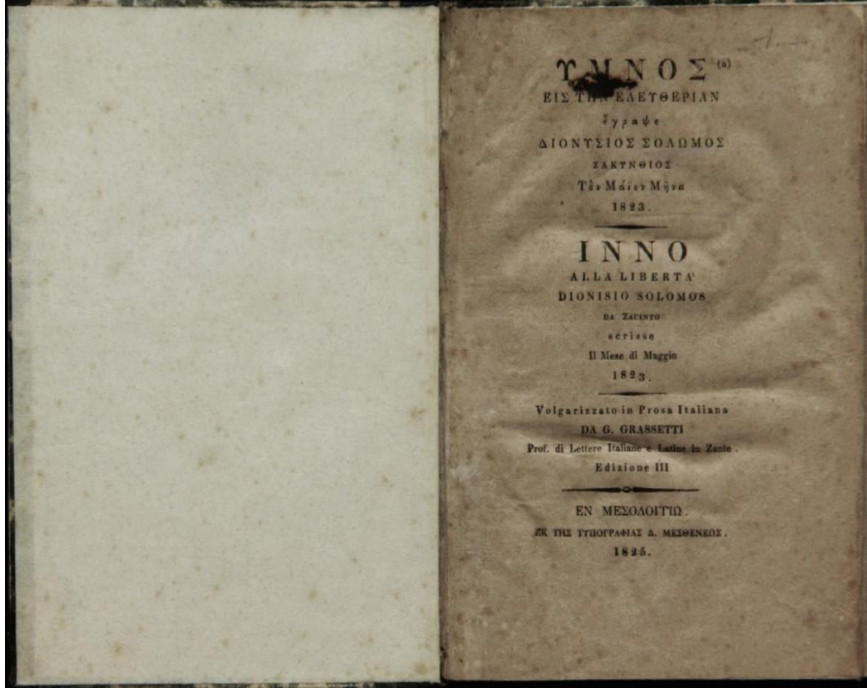 ΥΜΝΟΣ (a)
ΕΙΣ ΤΗΝ ΕΛΕΥΘΕΡΙΑΝ
ἔγραψε
ΔΙΟΝΥΣΙΟΣ ΣΟΛΩΜΟΣ
ΖΑΚΥΝΘΙΟΣ
Τὸν Μάϊον Μῆνα
1823.
INNO
ALLA LIBERTA'
DIONISIO SOLOMOS
DA ZACINTO
scrisse
Il Mese di Maggio
1823.
Volgarizzato in Prosa Italiana
DA G. GRASSETTI
Prof. di Lettere Italiane e Latine in Zante.
Edizione III
ΕΝ ΜΕΣΟΛΟΓΓΙΩ.
ΕΚ ΤΗΣ ΤΥΠΟΓΡΑΦΙΑΣ Δ. ΜΕΣΘΕΝΕΩΣ.
1825.